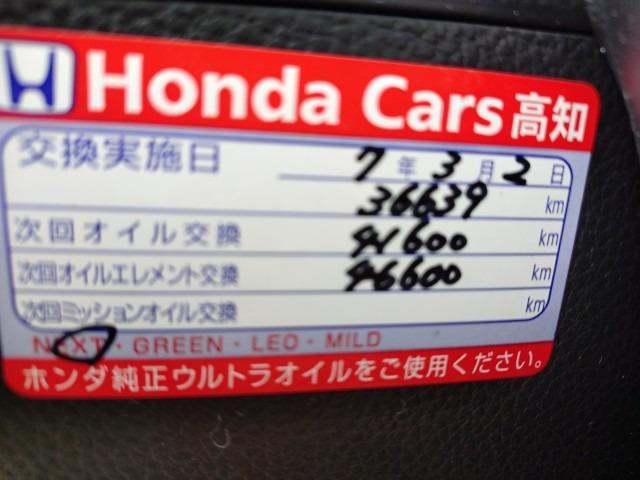 Honda Cars 高知
交換実施日 7年3月2日
36639 km
次回オイル交換 41600 km
次回オイルエレメント交換 46600 km
次回ミッションオイル交換 km
NEXT・GREEN・LEO・MILD
ホンダ純正ウルトラオイルをご使用ください。